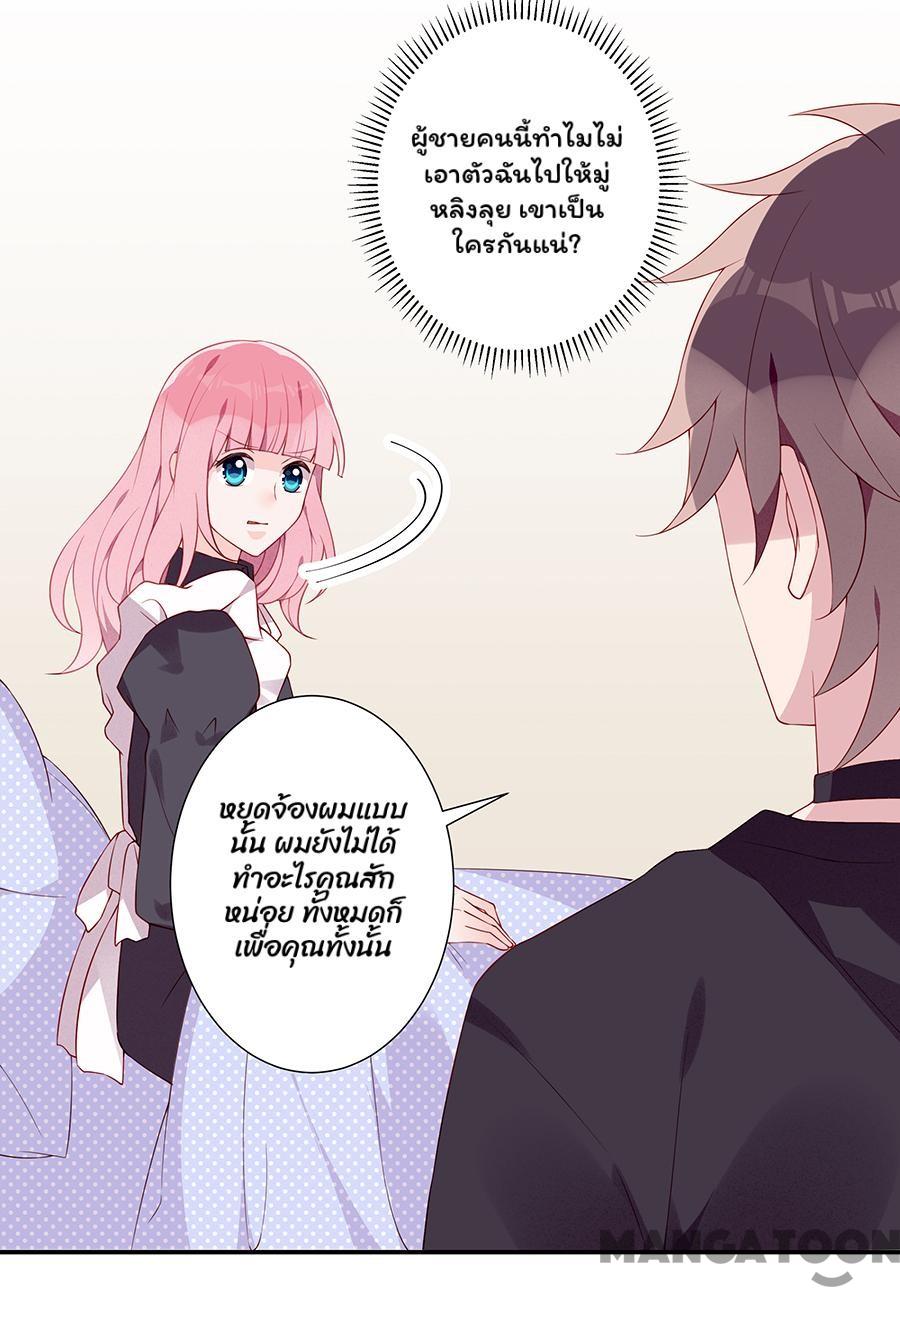 ผู้ชายคนนี้ทำไมไม่
เอาตัวฉันไปให้มู่
หลิงลุย เขาเป็น
ใครกันแน่?
หยุดจ้องผมแบบ
นั้น ผมยังไม่ได้
ทำอะไรคุณสัก
หน่อย ทั้งหมดก็
เพื่อคุณทั้งนั้น
MANGATOON